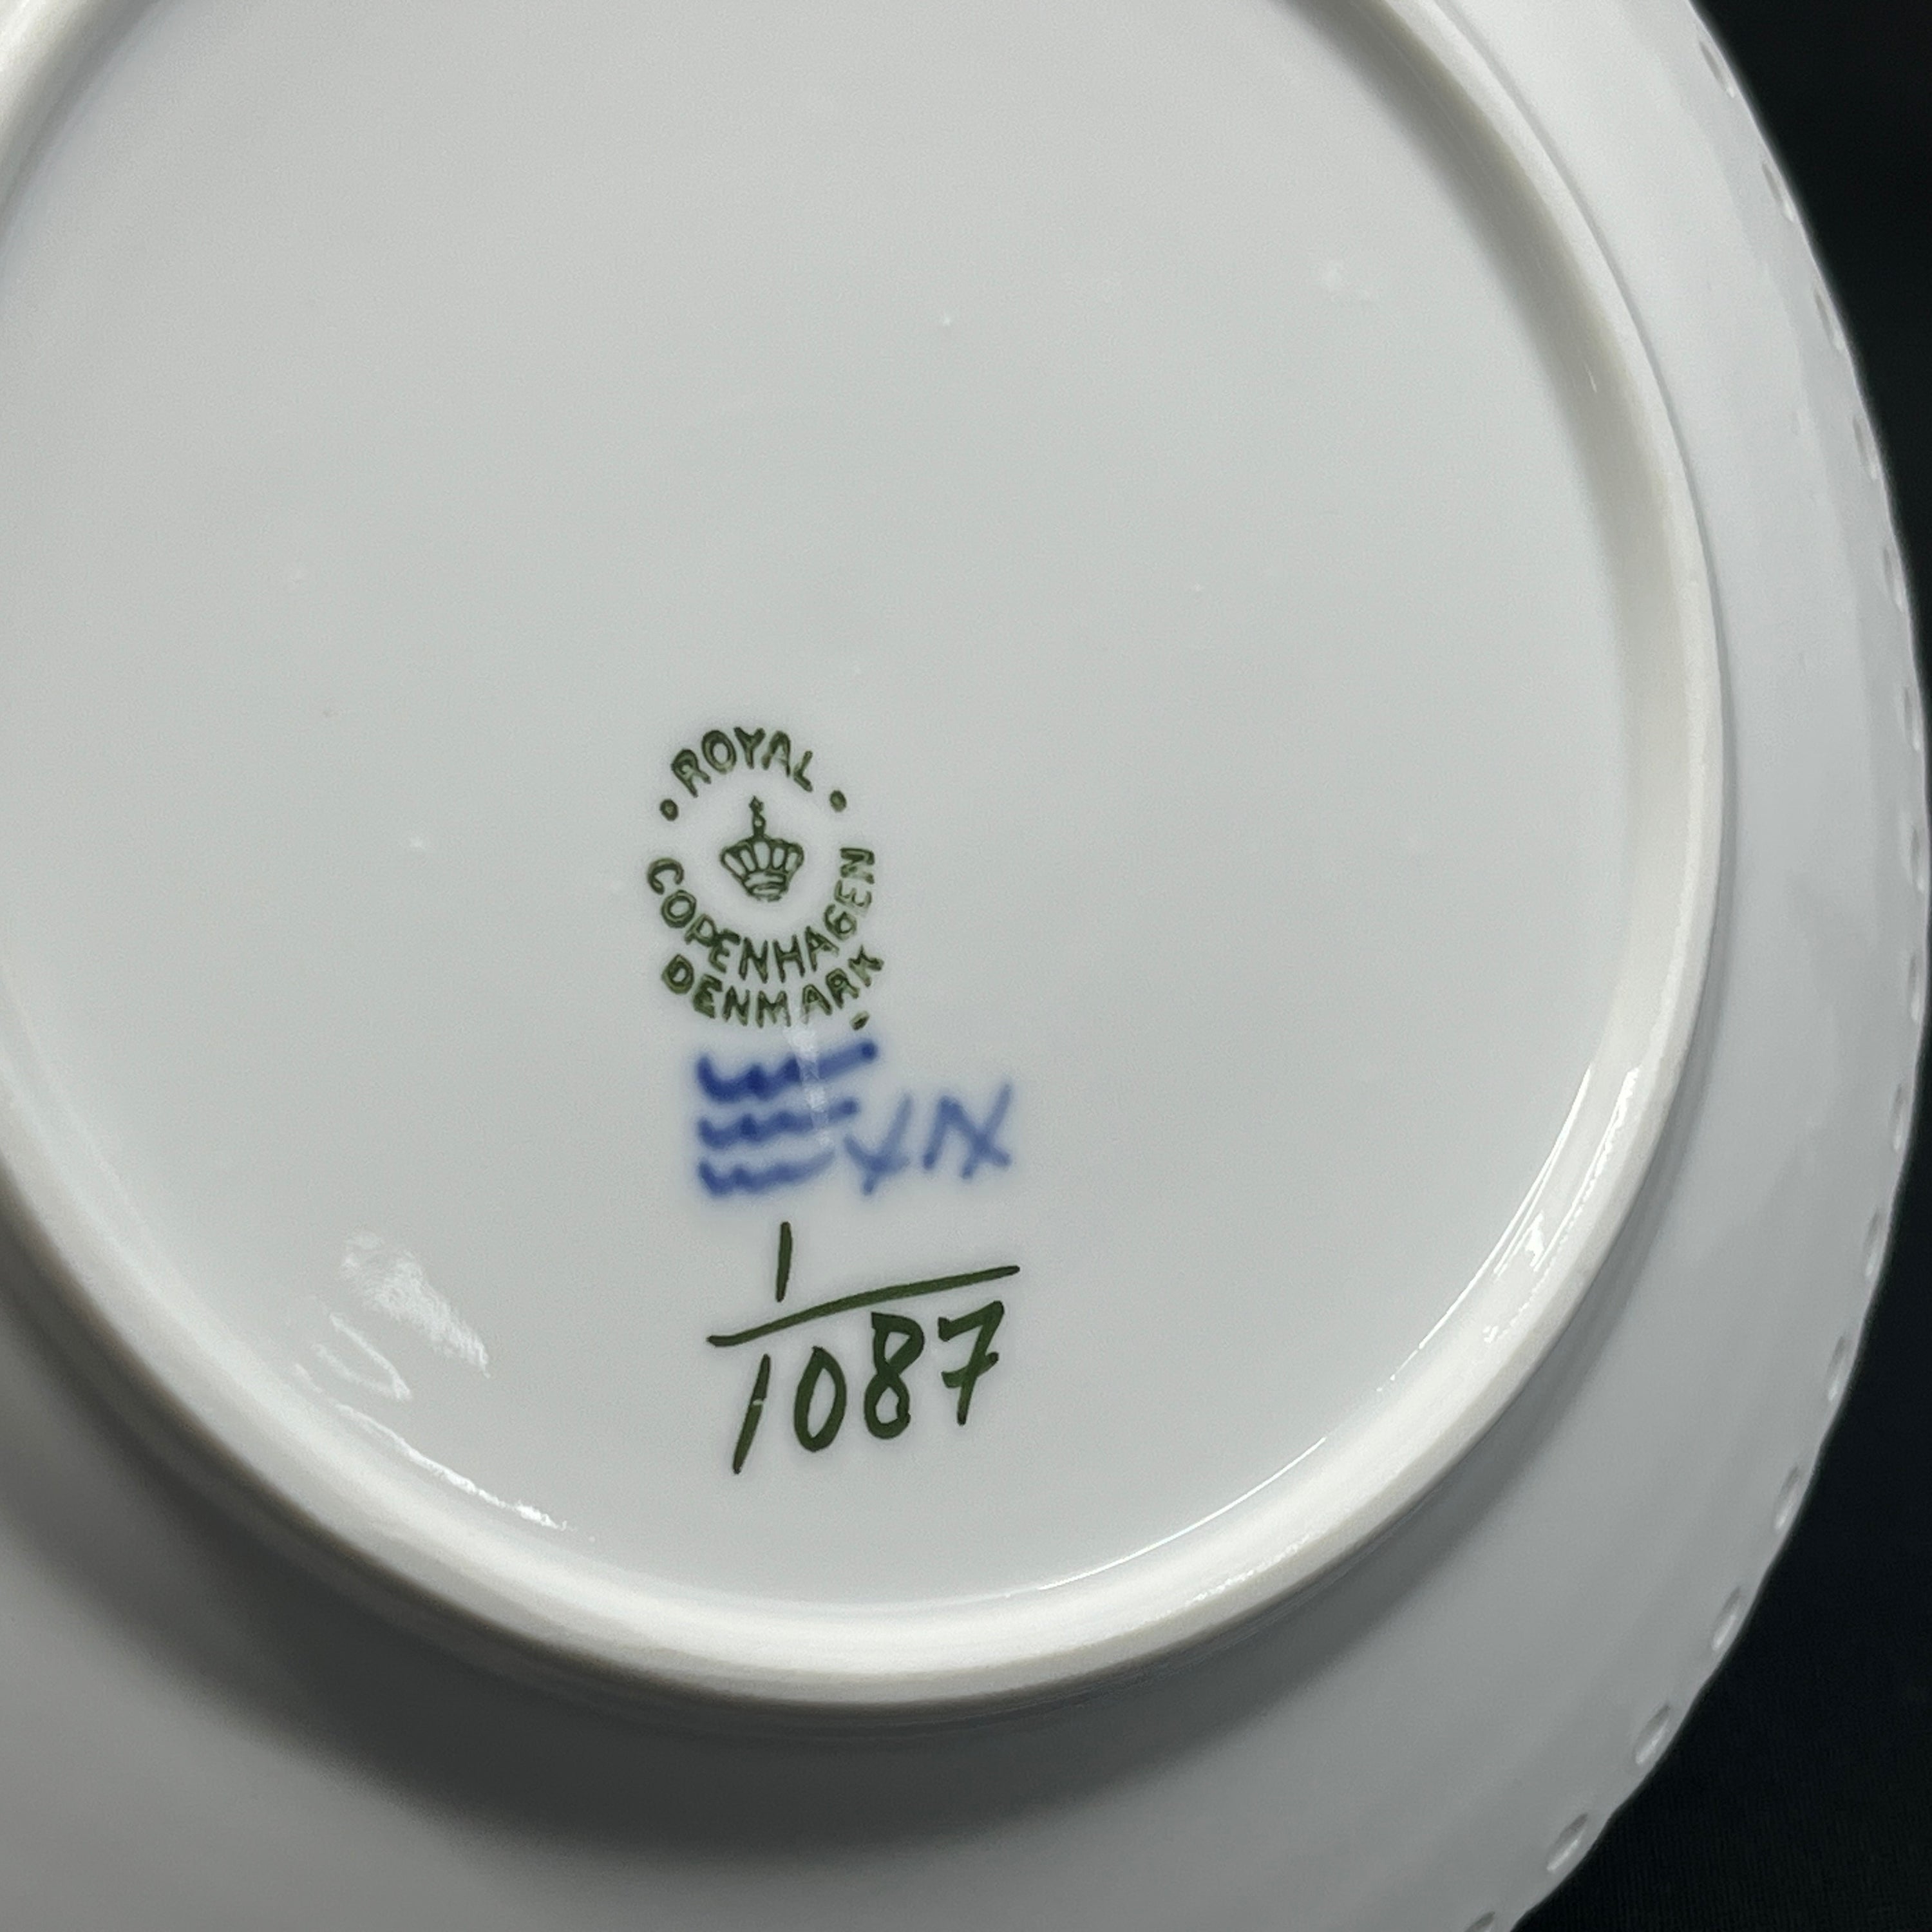 ROYAL
COPENHAGEN
DENMARK
1
1087